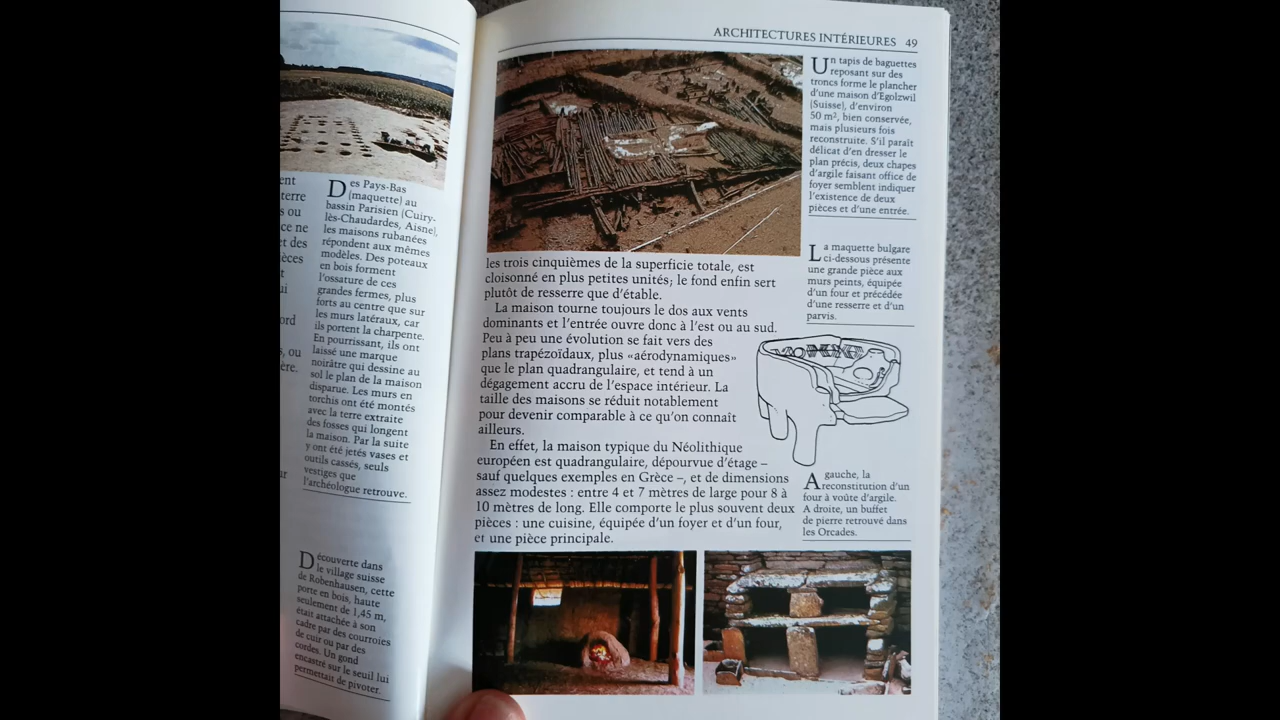 ent
terre
s ou
ce ne
et des
èces
t
ui
ord
s, ou
ère.
ur
Des Pays-Bas
(maquette) au
bassin Parisien (Cuiry-
lès-Chaudardes, Aisne),
les maisons rubanées
répondent aux mêmes
modèles. Des poteaux
en bois forment
l'ossature de ces
grandes fermes, plus
forts au centre que sur
les murs latéraux, car
ils portent la charpente.
En pourrissant, ils ont
laissé une marque
noirâtre qui dessine au
sol le plan de la maison
disparue. Les murs en
torchis ont été montés
avec la terre extraite
des fosses qui longent
la maison. Par la suite
y ont été jetés vases et
outils cassés, seuls
vestiges que
l'archéologue retrouve.
Découverte dans
le village suisse
de Robenhausen, cette
porte en bois, haute
seulement de 1,45 m,
était attachée à son
cadre par des courroies
de cuir ou par des
cordes. Un gond
encastré sur le seuil lui
permettait de pivoter.
ARCHITECTURES INTÉRIEURES 49
Un tapis de baguettes
reposant sur des
troncs forme le plancher
d'une maison d'Egolzwil
(Suisse), d'environ
50 m², bien conservée,
mais plusieurs fois
reconstruite. S'il paraît
délicat d'en dresser le
plan précis, deux chapes
d'argile faisant office de
foyer semblent indiquer
l'existence de deux
pièces et d'une entrée.
La maquette bulgare
ci-dessous présente
une grande pièce aux
murs peints, équipée
d'un four et précédée
d'une resserre et d'un
parvis.
les trois cinquièmes de la superficie totale, est
cloisonné en plus petites unités; le fond enfin sert
plutôt de resserre que d'étable.
La maison tourne toujours le dos aux vents
dominants et l'entrée ouvre donc à l'est ou au sud.
Peu à peu une évolution se fait vers des
plans trapézoïdaux, plus «aérodynamiques»
que le plan quadrangulaire, et tend à un
dégagement accru de l'espace intérieur. La
taille des maisons se réduit notablement
pour devenir comparable à ce qu'on connaît
ailleurs.
En effet, la maison typique du Néolithique
européen est quadrangulaire, dépourvue d'étage –
sauf quelques exemples en Grèce –, et de dimensions
assez modestes : entre 4 et 7 mètres de large pour 8 à
10 mètres de long. Elle comporte le plus souvent deux
pièces : une cuisine, équipée d'un foyer et d'un four,
et une pièce principale.
A gauche, la
reconstitution d'un
four à voûte d'argile.
A droite, un buffet
de pierre retrouvé dans
les Orcades.